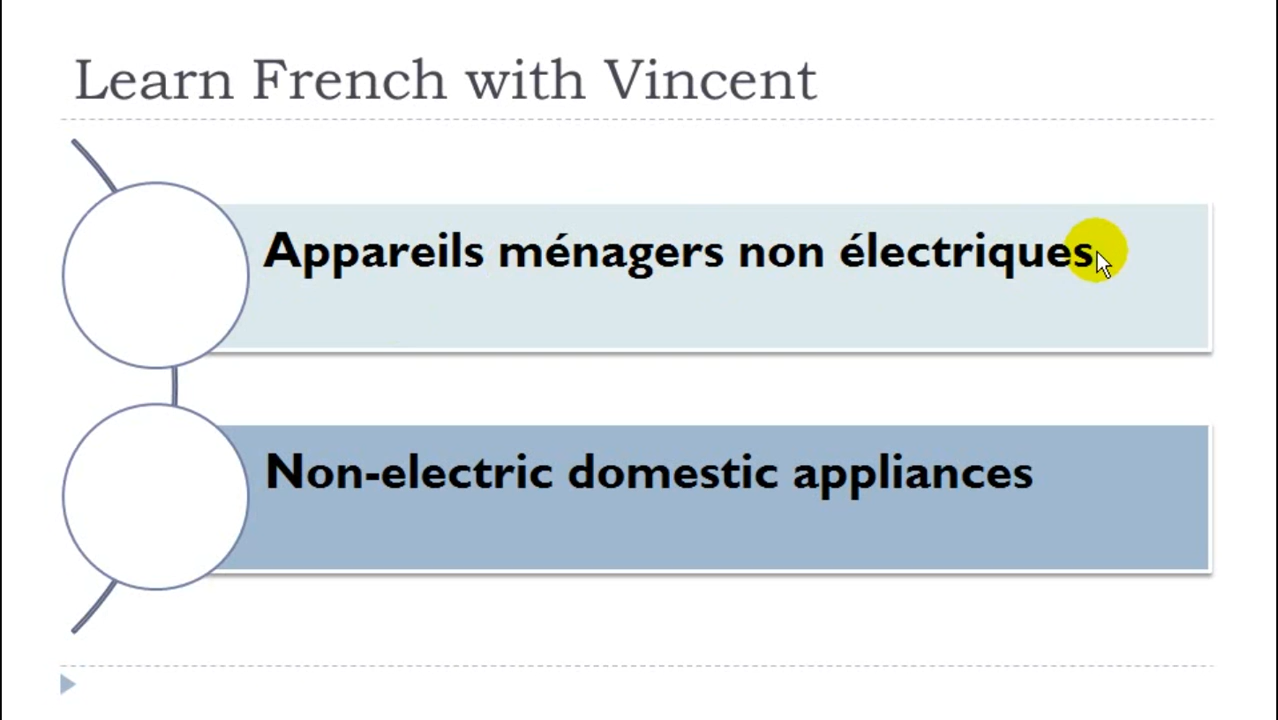 Learn French with Vincent
Appareils ménagers non électriques
Non-electric domestic appliances